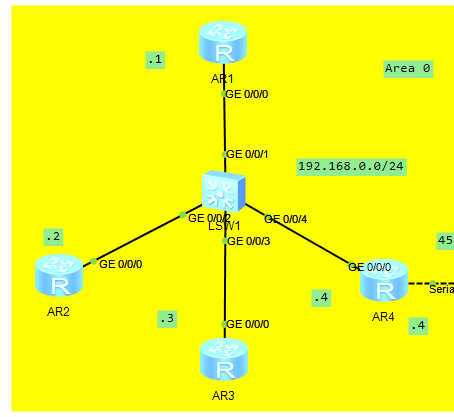 .1
AR1
Area 0
GE 0/0/0
GE 0/0/1
192.168.0.0/24
GE 0/0/2
GE 0/0/4
LSW1
.2
GE 0/0/3
45
GE 0/0/0
GE 0/0/0
Seria
AR2
.3
GE 0/0/0
.4
AR4
.4
AR3